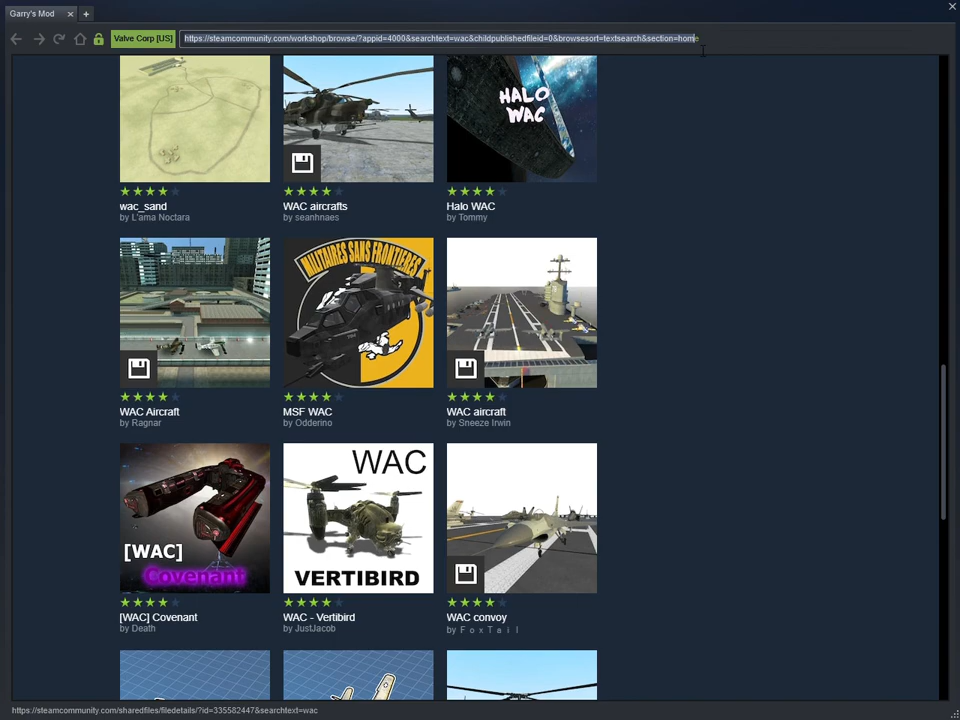 Garry's Mod
Valve Corp [US]
https://steamcommunity.com/workshop/browse/?appid=4000&searchtext=wac&childpublishedfileid=0&browsesort=textsearch&section=home
HALO
WAC
wac_sand
by L'ama Noctara
WAC aircrafts
by seanhnaes
Halo WAC
by Tommy
MILITAIRES SANS FRONTIERES
WAC Aircraft
by Ragnar
MSF WAC
by Odderino
WAC aircraft
by Sneeze Irwin
[WAC]
Covenant
WAC
VERTIBIRD
[WAC] Covenant
by Death
WAC - Vertibird
by JustJacob
WAC convoy
by F o x T a i l
https://steamcommunity.com/sharedfiles/filedetails/?id=335582447&searchtext=wac